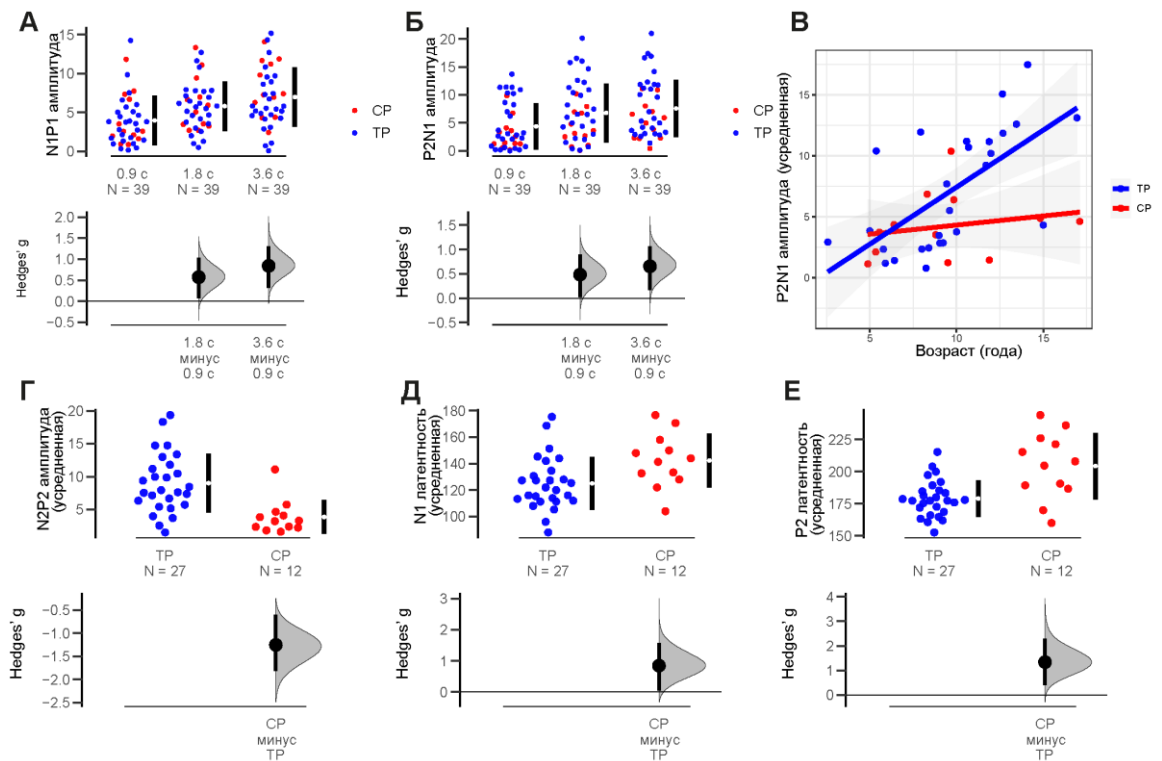 А
N1P1 амплитуда
15
10
5
0
0.9 с
N = 39
1.8 с
N = 39
3.6 с
N = 39
СР
ТР
Hedges' g
2.0
1.5
1.0
0.5
0.0
−0.5
1.8 с
минус
0.9 с
3.6 с
минус
0.9 с
Б
P2N1 амплитуда
20
15
10
5
0
0.9 с
N = 39
1.8 с
N = 39
3.6 с
N = 39
СР
ТР
Hedges' g
1.5
1.0
0.5
0.0
−0.5
1.8 с
минус
0.9 с
3.6 с
минус
0.9 с
В
P2N1 амплитуда (усредненная)
15
10
5
0
5
10
15
Возраст (года)
ТР
СР
Г
N2P2 амплитуда
(усредненная)
20
15
10
5
ТР
N = 27
СР
N = 12
Hedges' g
−0.5
−1.0
−1.5
−2.0
−2.5
СР
минус
ТР
Д
N1 латентность
(усредненная)
180
160
140
120
100
ТР
N = 27
СР
N = 12
Hedges' g
3
2
1
0
СР
минус
ТР
Е
P2 латентность
(усредненная)
225
200
175
150
ТР
N = 27
СР
N = 12
Hedges' g
4
3
2
1
0
СР
минус
ТР